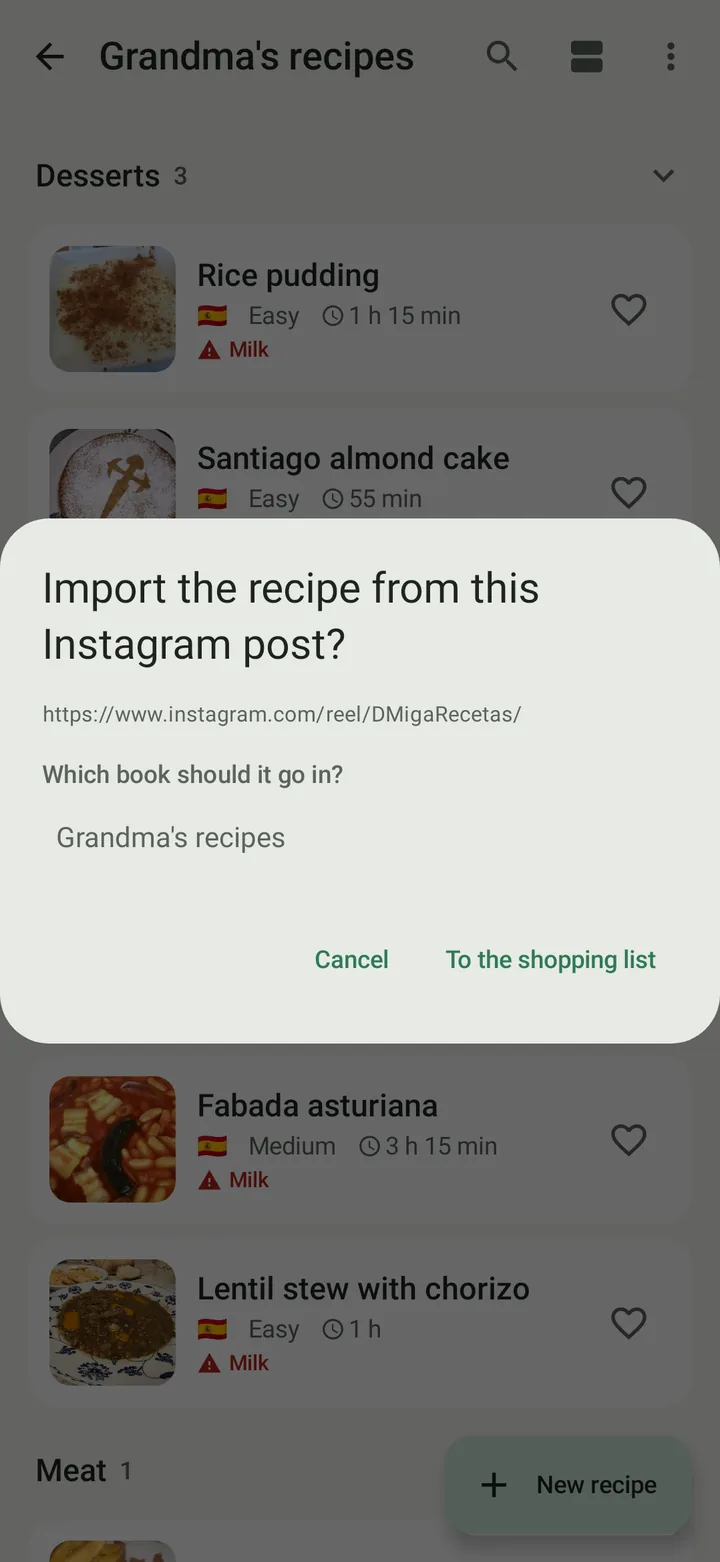 Grandma's recipes
Desserts 3
Rice pudding
Easy 1 h 15 min
Milk
Santiago almond cake
Easy 55 min
Import the recipe from this
Instagram post?
https://www.instagram.com/reel/DMigaRecetas/
Which book should it go in?
Grandma's recipes
Cancel To the shopping list
Fabada asturiana
Medium 3 h 15 min
Milk
Lentil stew with chorizo
Easy 1 h
Milk
Meat 1
New recipe